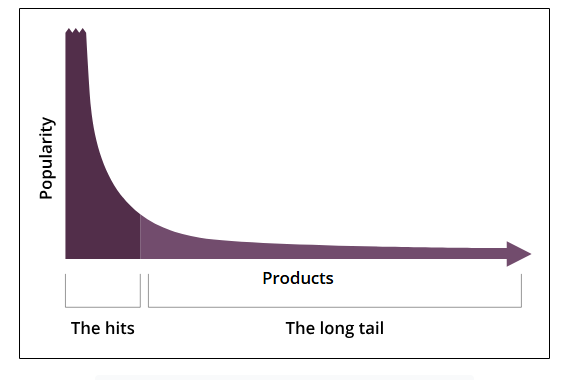 Popularity
Products
The hits
The long tail